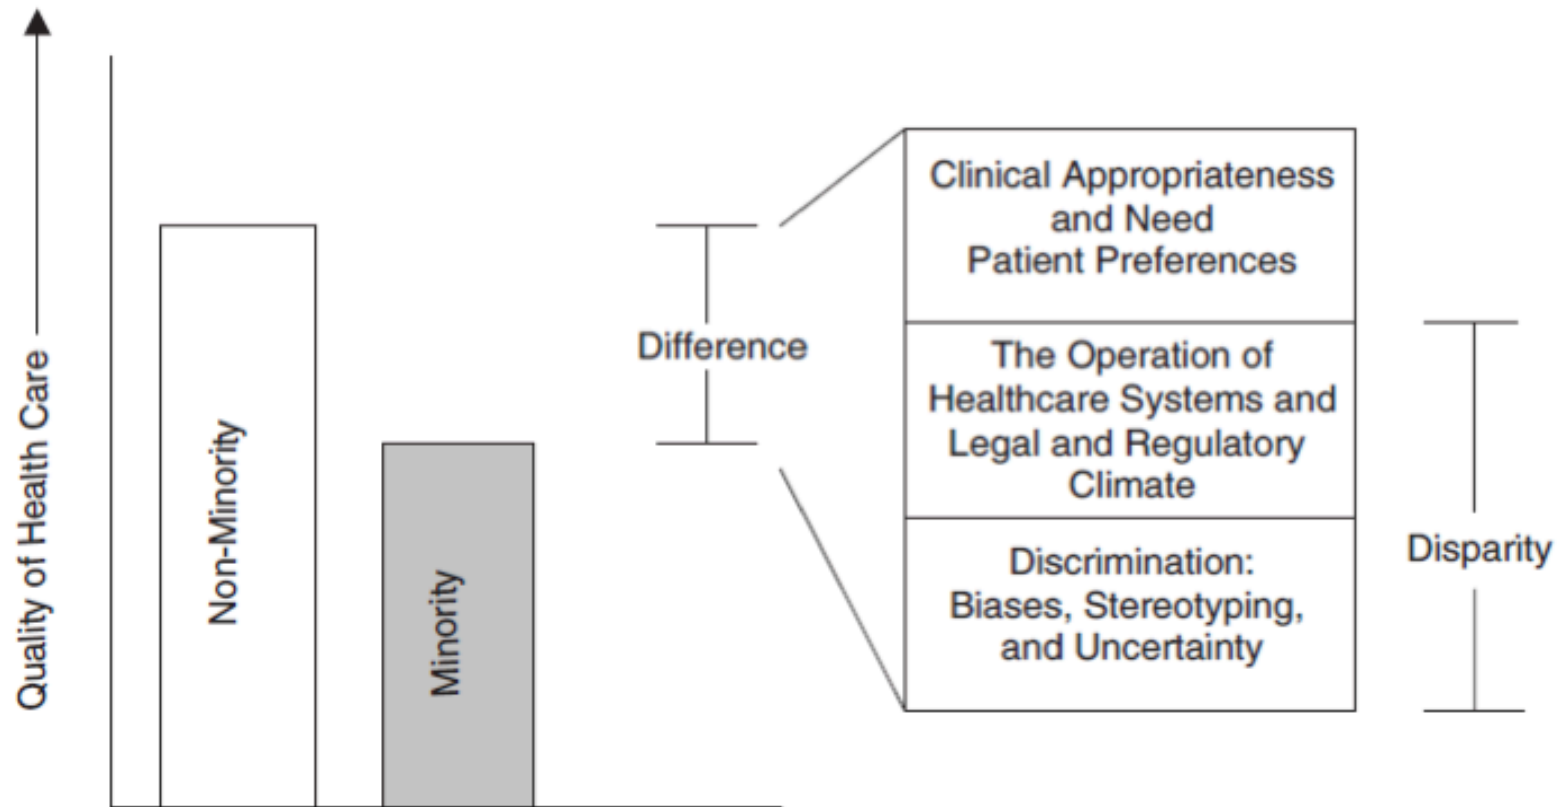 Quality of Health Care
Non-Minority
Minority
Difference
Clinical Appropriateness
and Need
Patient Preferences
The Operation of
Healthcare Systems and
Legal and Regulatory
Climate
Discrimination:
Biases, Stereotyping,
and Uncertainty
Disparity